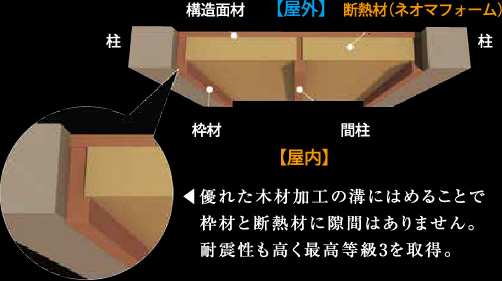 構造面材 【屋外】 断熱材（ネオマフォーム）
柱 柱
枠材 間柱
【屋内】
◀優れた木材加工の溝にはめることで
枠材と断熱材に隙間はありません。
耐震性も高く最高等級3を取得。